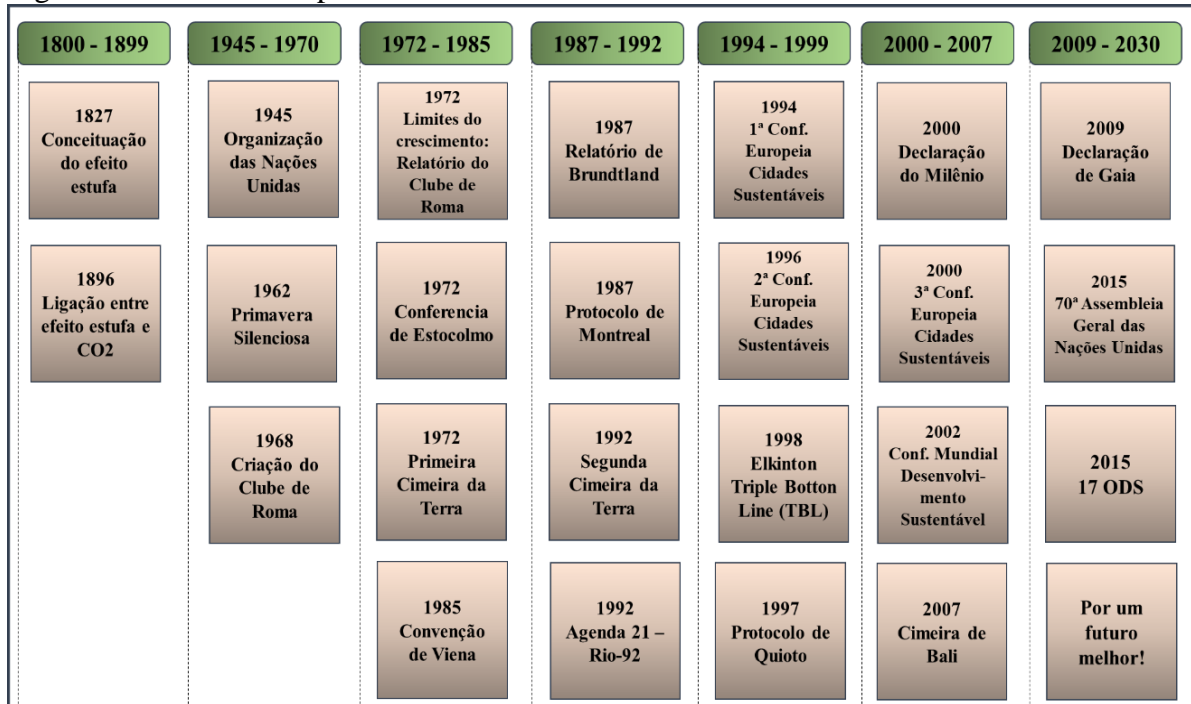 1800 - 1899
1945 - 1970
1972 - 1985
1987 - 1992
1994 - 1999
2000 - 2007
2009 - 2030
1827
Conceituação
do efeito
estufa
1945
Organização
das Nações
Unidas
1972
Limites do
crescimento:
Relatório do
Clube de
Roma
1987
Relatório de
Brundtland
1994
1ª Conf.
Europeia
Cidades
Sustentáveis
2000
Declaração
do Milênio
2009
Declaração
de Gaia
1896
Ligação entre
efeito estufa e
CO2
1962
Primavera
Silenciosa
1972
Conferencia
de Estocolmo
1987
Protocolo de
Montreal
1996
2ª Conf.
Europeia
Cidades
Sustentáveis
2000
3ª Conf.
Europeia
Cidades
Sustentáveis
2015
70ª Assembleia
Geral das
Nações Unidas
1968
Criação do
Clube de
Roma
1972
Primeira
Cimeira da
Terra
1992
Segunda
Cimeira da
Terra
1998
Elkinton
Triple Botton
Line (TBL)
2002
Conf. Mundial
Desenvolvi-
mento
Sustentável
2015
17 ODS
1985
Convenção
de Viena
1992
Agenda 21 –
Rio-92
1997
Protocolo de
Quioto
2007
Cimeira de
Bali
Por um
futuro
melhor!